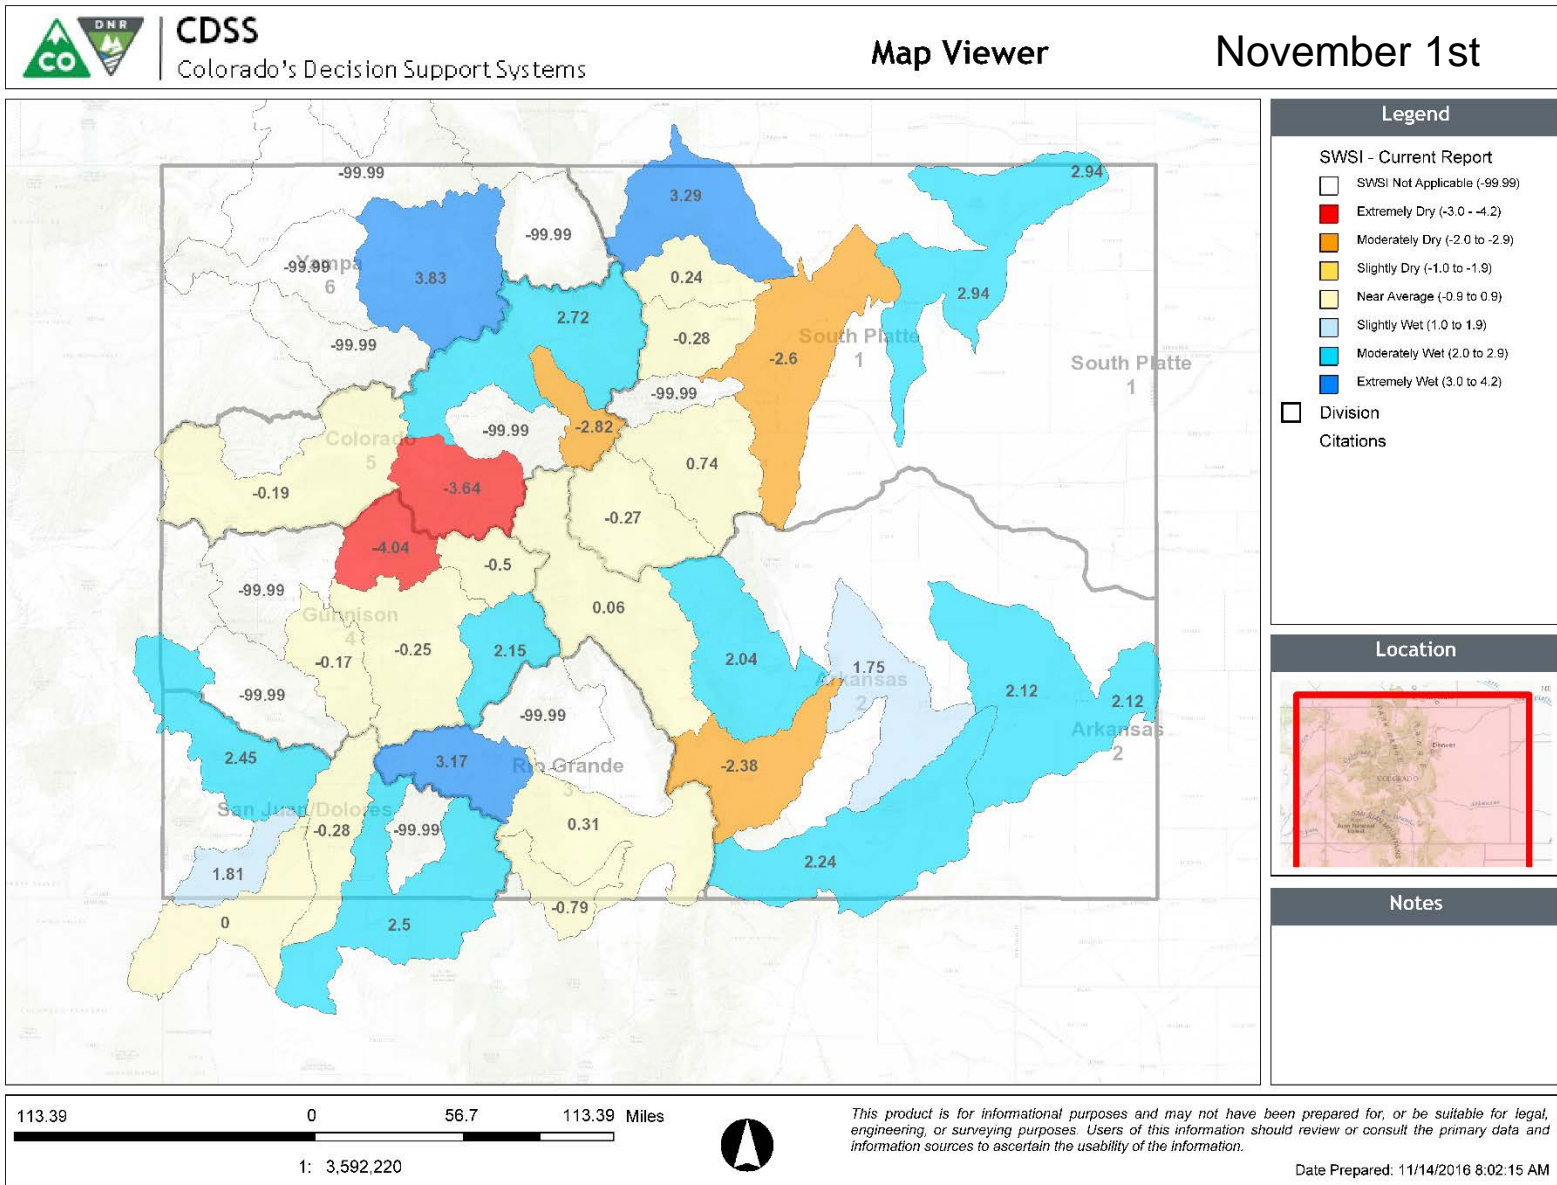 DNR
CO
CDSS
Colorado's Decision Support Systems
Map Viewer
November 1st
-99.99
2.94
3.29
-99.99
-99.99
Yampa
6
3.83
0.24
2.94
2.72
-0.28
South Platte
1
-99.99
-2.6
South Platte
1
-99.99
-2.82
-99.99
Colorado
5
0.74
-3.64
-0.19
-0.27
-4.04
-0.5
-99.99
0.06
Gunnison
4
-0.25
2.15
-0.17
2.04
1.75
Arkansas
2
2.12
2.12
-99.99
-99.99
Arkansas
2
2.45
3.17
Rio Grande
3
-2.38
San Juan/Dolores
-0.28
-99.99
0.31
2.24
1.81
-0.79
0
2.5
Legend
SWSI - Current Report
SWSI Not Applicable (-99.99)
Extremely Dry (-3.0 - -4.2)
Moderately Dry (-2.0 to -2.9)
Slightly Dry (-1.0 to -1.9)
Near Average (-0.9 to 0.9)
Slightly Wet (1.0 to 1.9)
Moderately Wet (2.0 to 2.9)
Extremely Wet (3.0 to 4.2)
Division
Citations
Location
Denver
COLORADO
Notes
113.39 0 56.7 113.39 Miles
1: 3,592,220
This product is for informational purposes and may not have been prepared for, or be suitable for legal,
engineering, or surveying purposes. Users of this information should review or consult the primary data and
information sources to ascertain the usability of the information.
Date Prepared: 11/14/2016 8:02:15 AM